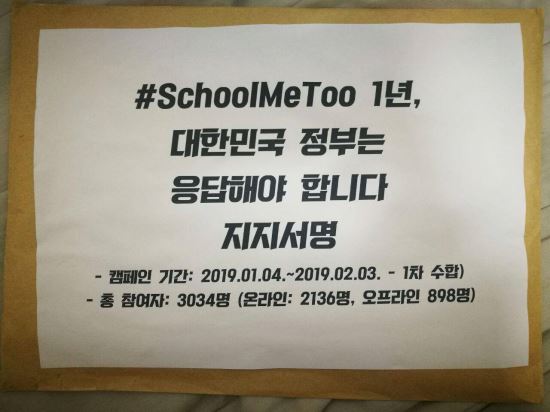 #SchoolMeToo 1년,
대한민국 정부는
응답해야 합니다
지지서명
- 캠페인 기간: 2019.01.04.~2019.02.03. - 1차 수합)
- 총 참여자: 3034명 (온라인: 2136명, 오프라인 898명)